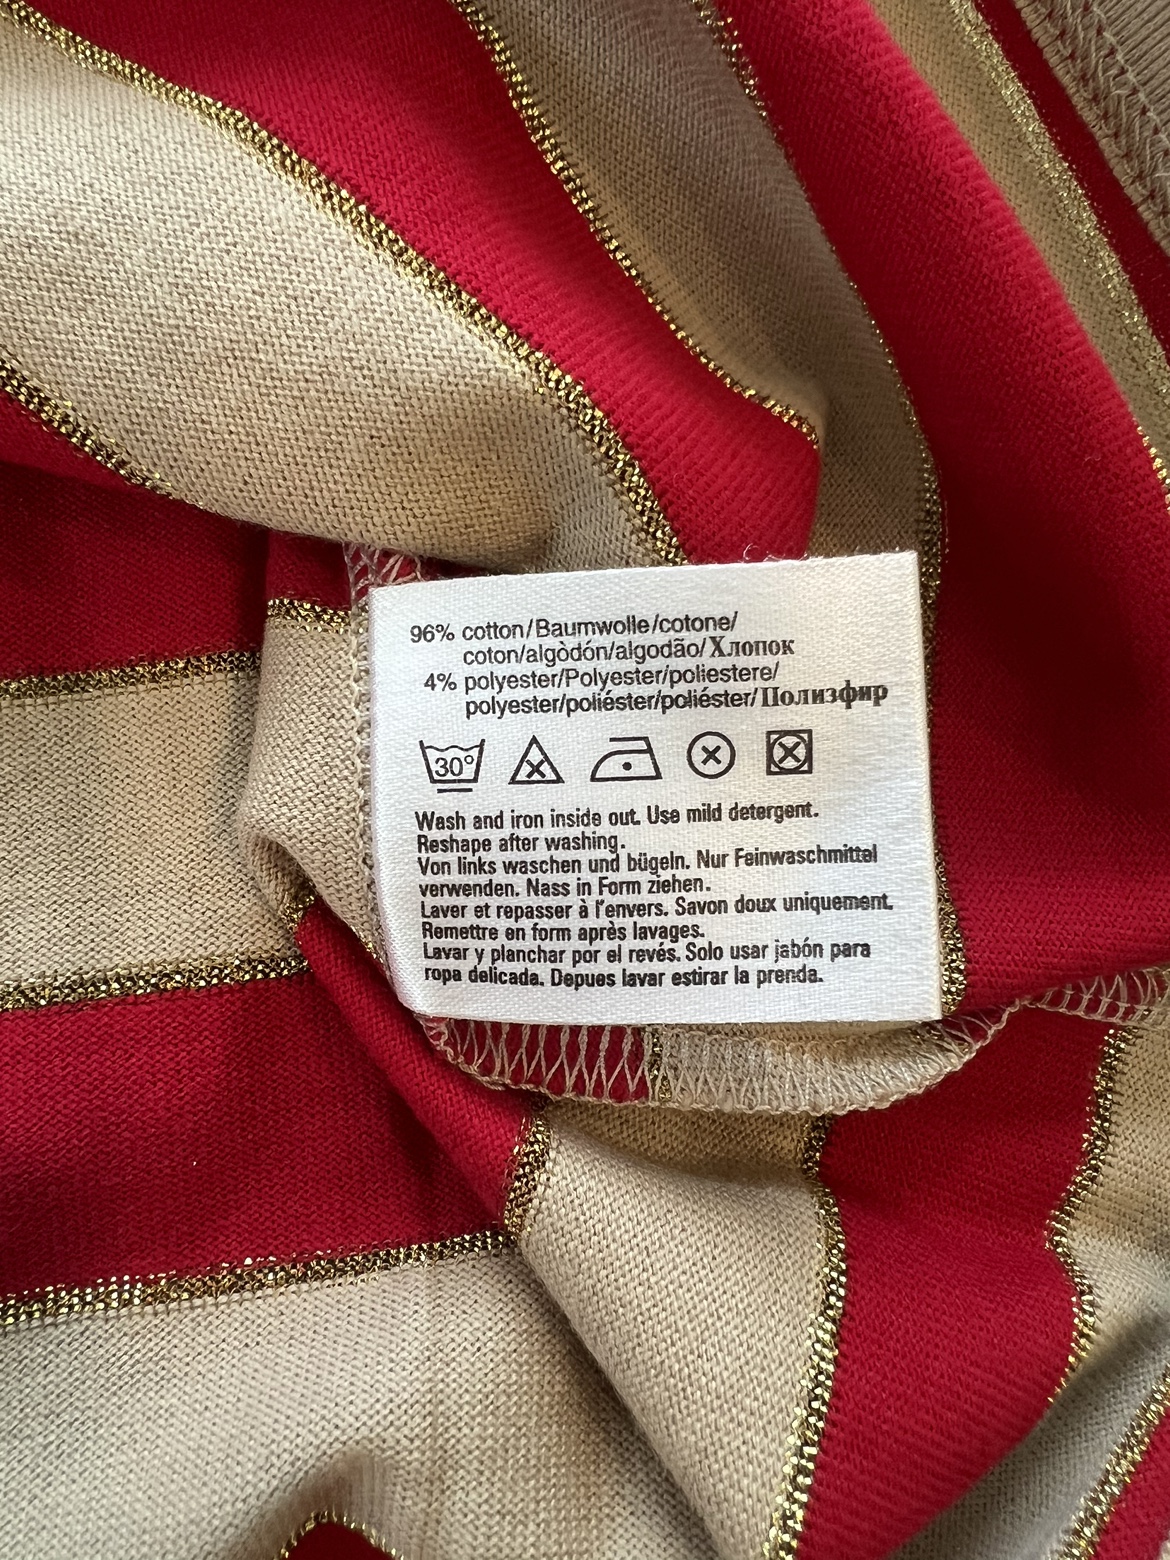 96% cotton/Baumwolle/cotone/
coton/algòdón/algodão/Хлопок
4% polyester/Polyester/poliestere/
polyester/poliéster/poliéster/Полизфир
30°
Wash and iron inside out. Use mild detergent.
Reshape after washing.
Von links waschen und bügeln. Nur Feinwaschmittel
verwenden. Nass in Form ziehen.
Laver et repasser à l'envers. Savon doux uniquement.
Remettre en form après lavages.
Lavar y planchar por el revés. Solo usar jabón para
ropa delicada. Depues lavar estirar la prenda.